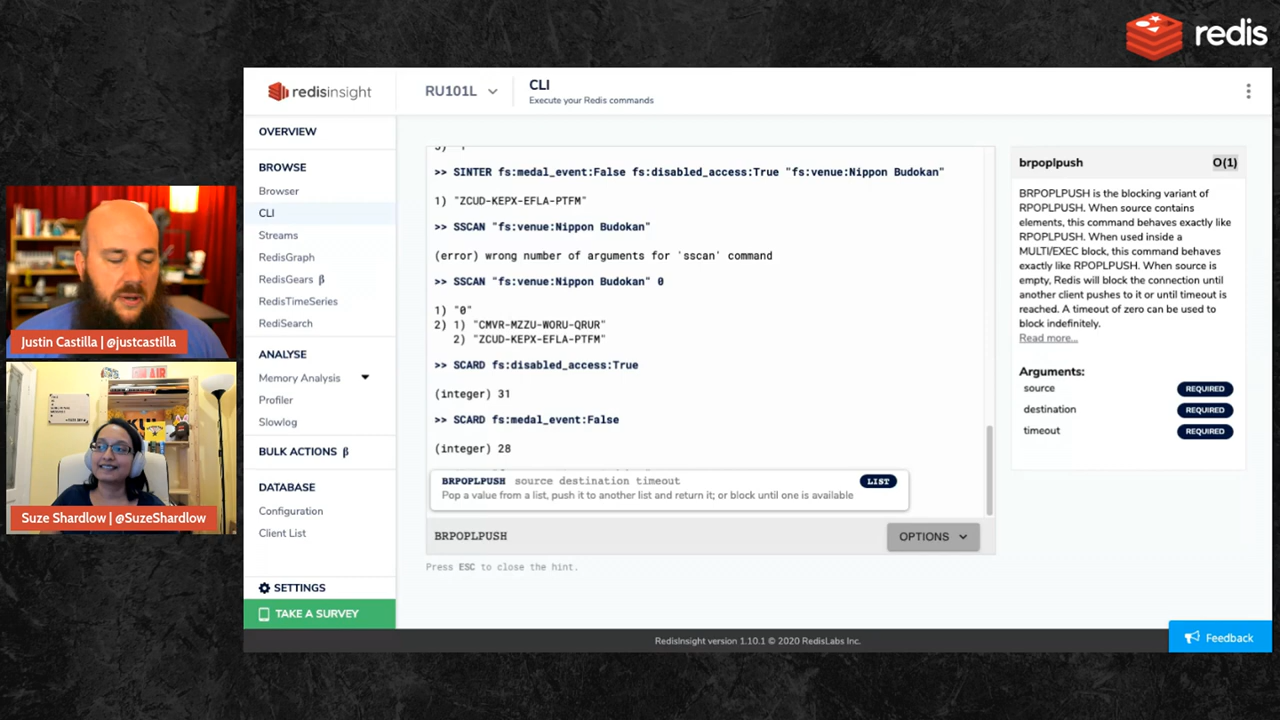 redis
redisinsight
RU101L
CLI
Execute your Redis commands
OVERVIEW
BROWSE
Browser
CLI
Streams
RedisGraph
RedisGears β
RedisTimeSeries
RediSearch
ANALYSE
Memory Analysis
Profiler
Slowlog
BULK ACTIONS β
DATABASE
Configuration
Client List
SETTINGS
TAKE A SURVEY
>> SINTER fs:medal_event:False fs:disabled_access:True "fs:venue:Nippon Budokan"
1) "ZCUD-KEPX-EFLA-PTFM"
>> SSCAN "fs:venue:Nippon Budokan"
(error) wrong number of arguments for 'sscan' command
>> SSCAN "fs:venue:Nippon Budokan" 0
1) "0"
2) 1) "CMVR-MZZU-WORU-QRUR"
2) "ZCUD-KEPX-EFLA-PTFM"
>> SCARD fs:disabled_access:True
(integer) 31
>> SCARD fs:medal_event:False
(integer) 28
BRPOPLPUSH source destination timeout
LIST
Pop a value from a list, push it to another list and return it; or block until one is available
BRPOPLPUSH
OPTIONS
Press ESC to close the hint.
brpoplpush
O(1)
BRPOPLPUSH is the blocking variant of
RPOPLPUSH. When source contains
elements, this command behaves exactly like
RPOPLPUSH. When used inside a
MULTI/EXEC block, this command behaves
exactly like RPOPLPUSH. When source is
empty, Redis will block the connection until
another client pushes to it or until timeout is
reached. A timeout of zero can be used to
block indefinitely.
Read more...
Arguments:
source REQUIRED
destination REQUIRED
timeout REQUIRED
RedisInsight version 1.10.1 © 2020 RedisLabs Inc.
Feedback
Justin Castilla | @justcastilla
ON AIR
Suze Shardlow | @SuzeShardlow